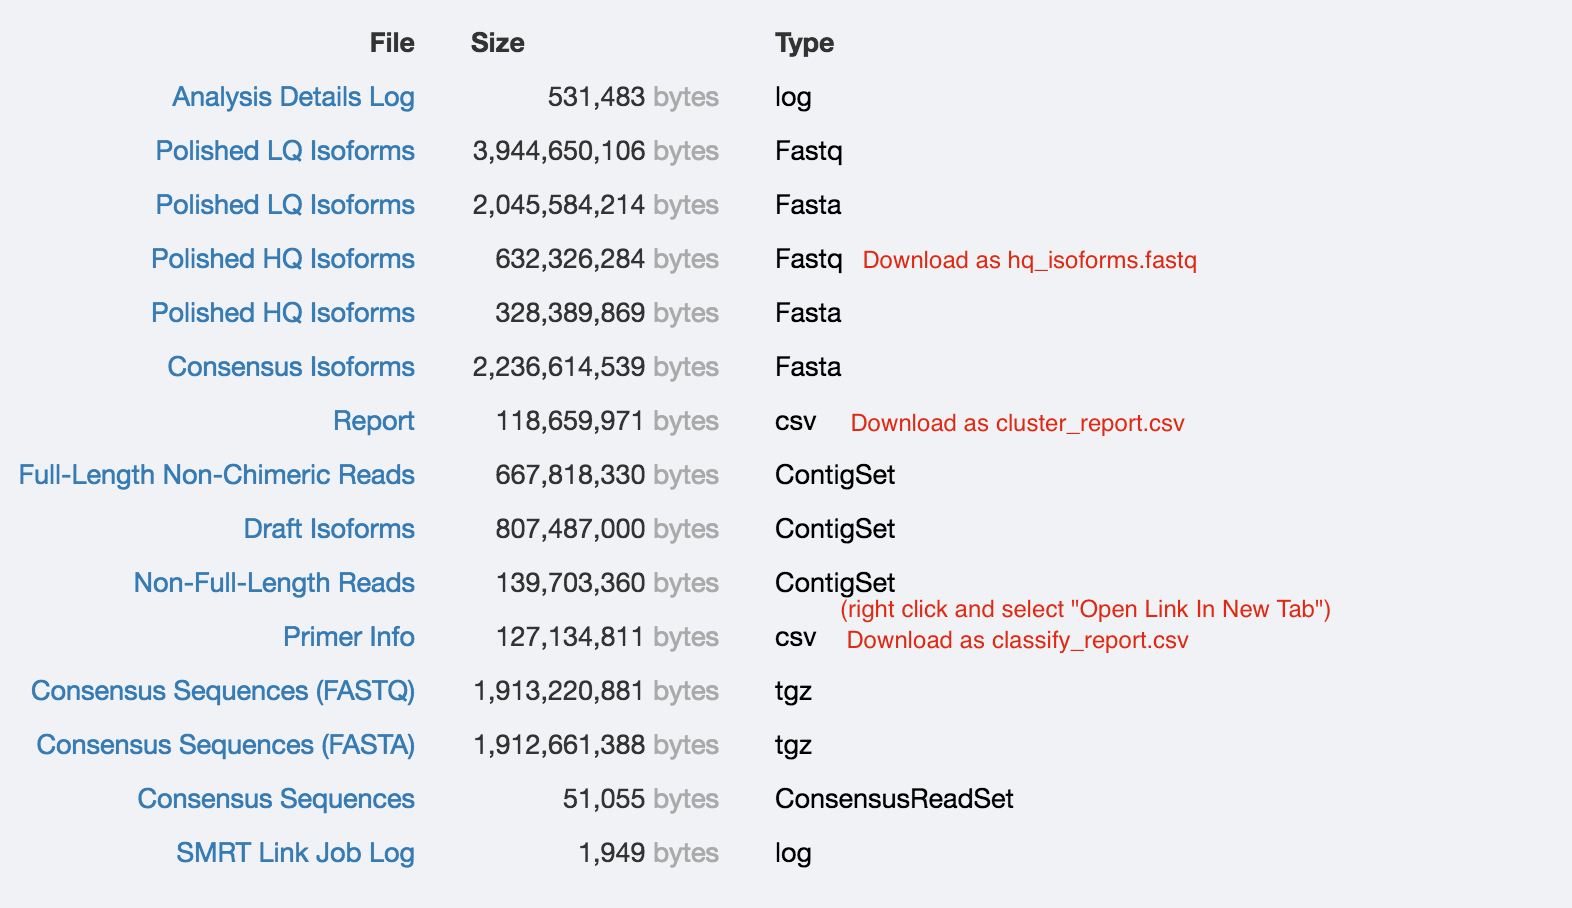 File Size Type
Analysis Details Log 531,483 bytes log
Polished LQ Isoforms 3,944,650,106 bytes Fastq
Polished LQ Isoforms 2,045,584,214 bytes Fasta
Polished HQ Isoforms 632,326,284 bytes Fastq Download as hq_isoforms.fastq
Polished HQ Isoforms 328,389,869 bytes Fasta
Consensus Isoforms 2,236,614,539 bytes Fasta
Report 118,659,971 bytes csv Download as cluster_report.csv
Full-Length Non-Chimeric Reads 667,818,330 bytes ContigSet
Draft Isoforms 807,487,000 bytes ContigSet
Non-Full-Length Reads 139,703,360 bytes ContigSet
(right click and select "Open Link In New Tab")
Primer Info 127,134,811 bytes csv Download as classify_report.csv
Consensus Sequences (FASTQ) 1,913,220,881 bytes tgz
Consensus Sequences (FASTA) 1,912,661,388 bytes tgz
Consensus Sequences 51,055 bytes ConsensusReadSet
SMRT Link Job Log 1,949 bytes log